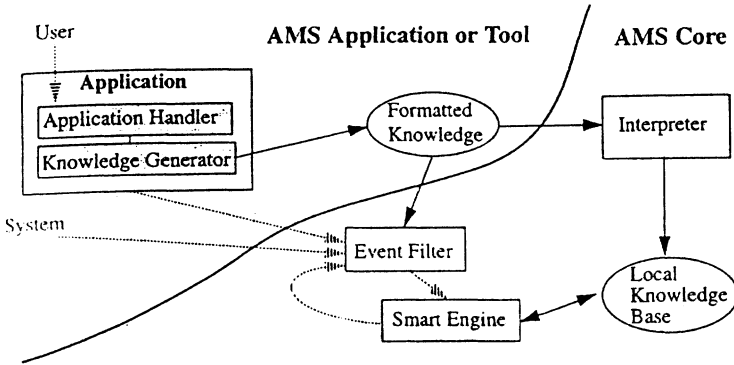 User
AMS Application or Tool
AMS Core
Application
Application Handler
Knowledge Generator
Formatted
Knowledge
Interpreter
System
Event Filter
Smart Engine
Local
Knowledge
Base